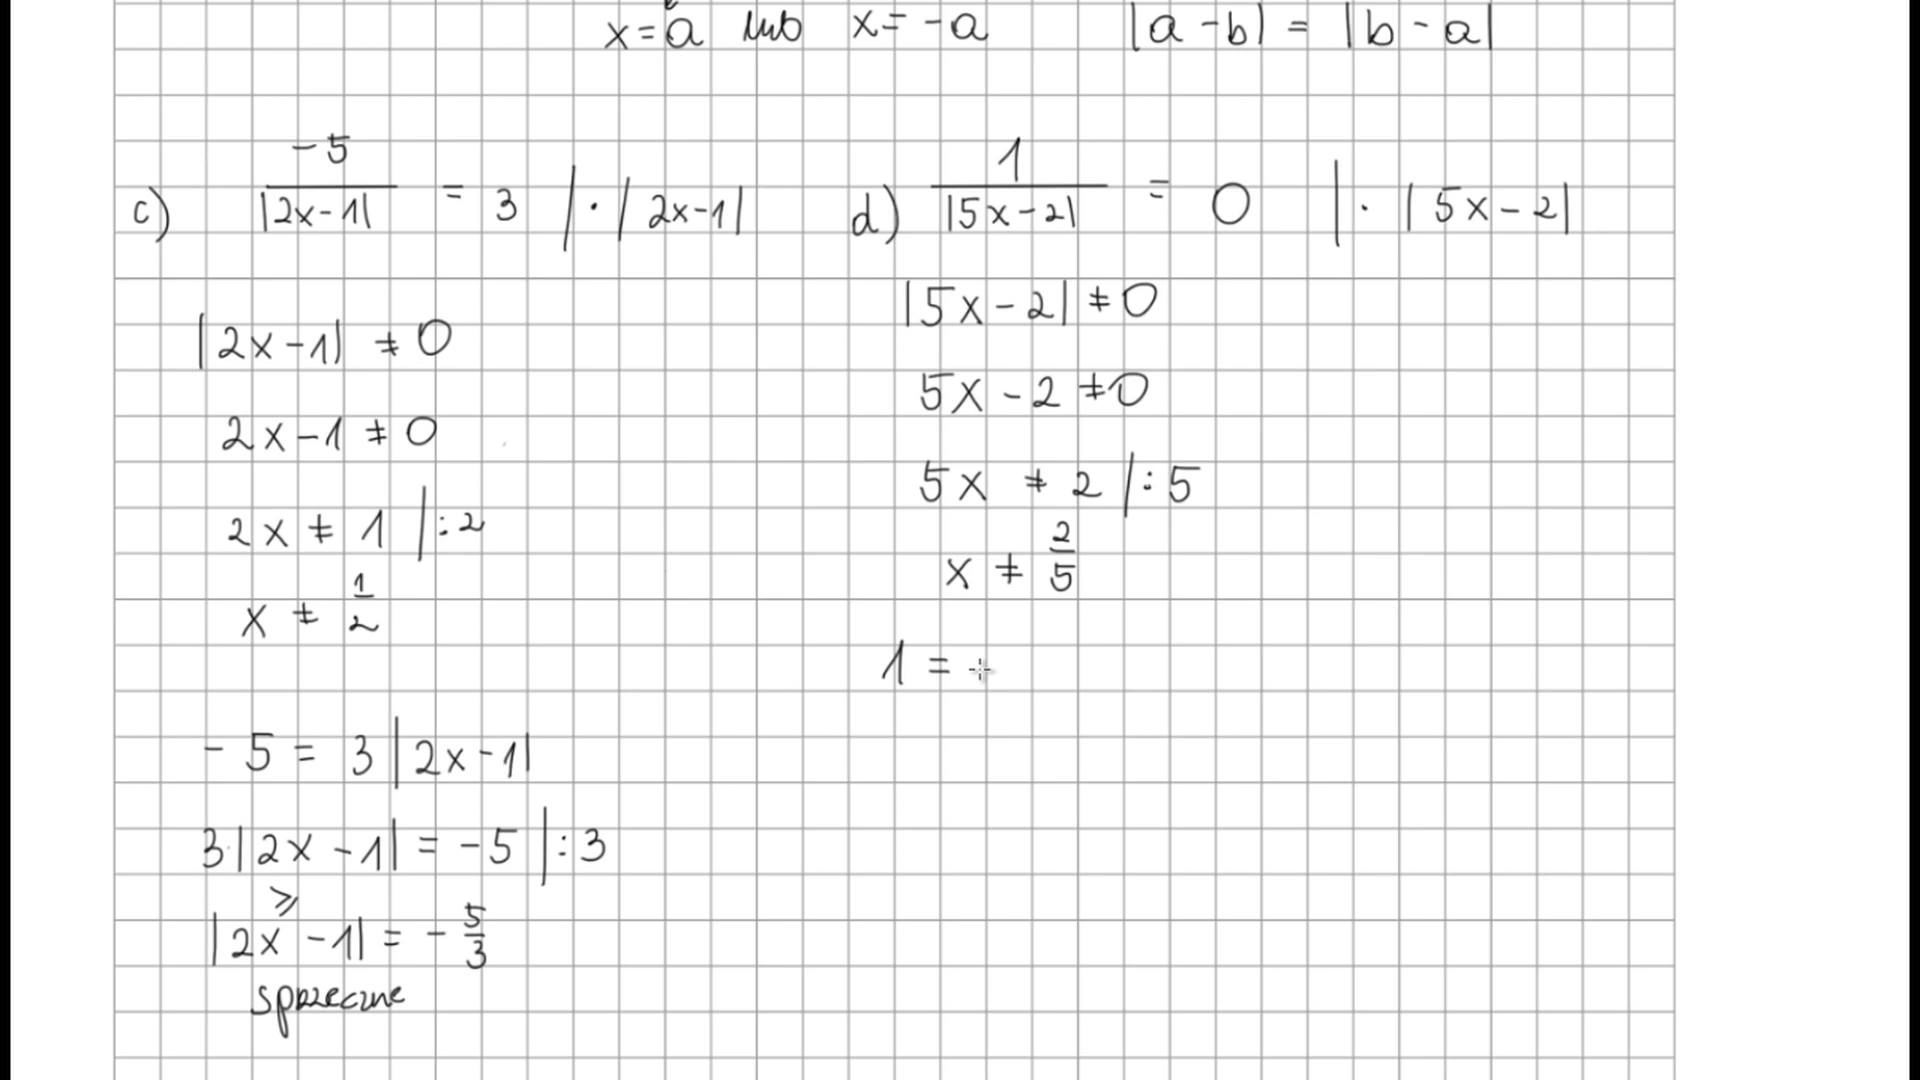 x = a lub x = -a |a - b| = |b - a|
c) -5/|2x-1| = 3 | · |2x-1|
|2x-1| ≠ 0
2x-1 ≠ 0
2x ≠ 1 |:2
x ≠ 1/2
-5 = 3|2x-1|
3|2x-1| = -5 |:3
⩾
|2x-1| = -5/3
sprzeczne
d) 1/|5x-2| = 0 | · |5x-2|
|5x-2| ≠ 0
5x-2 ≠ 0
5x ≠ 2 |:5
x ≠ 2/5
1 =